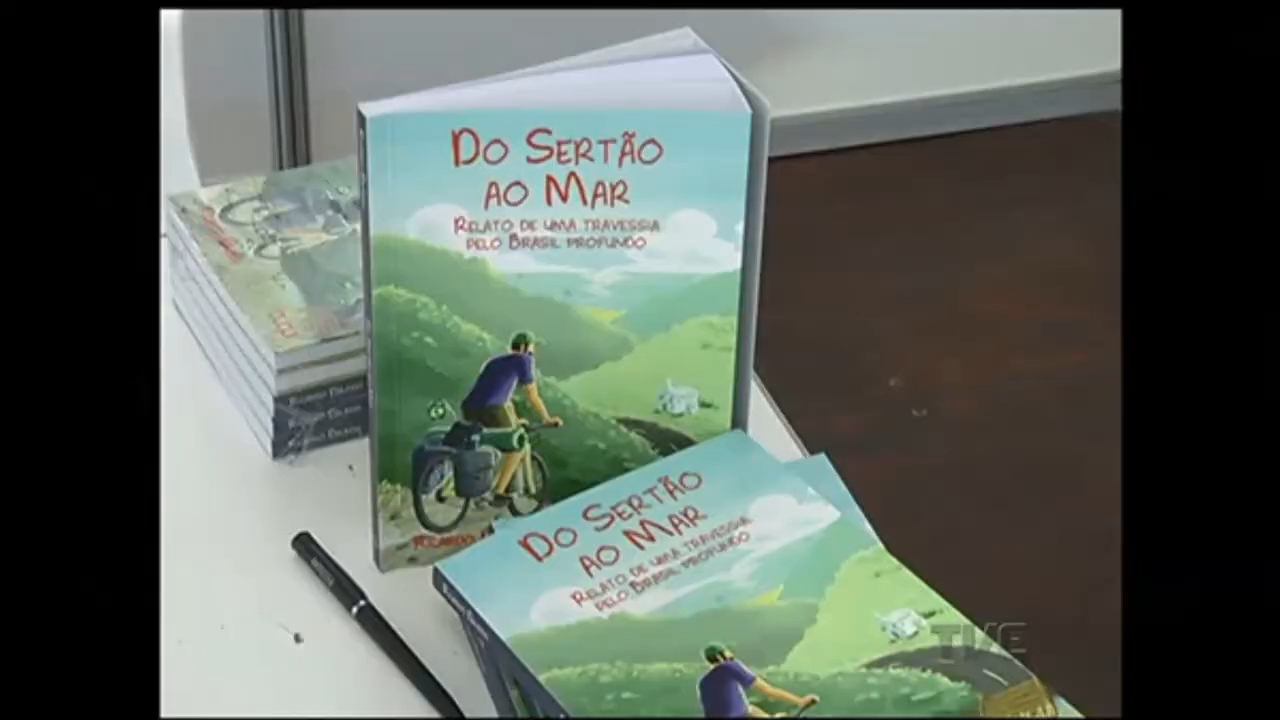 DO SERTÃO
AO MAR
RELATO DE UMA TRAVESSIA
PELO BRASIL PROFUNDO
DO SERTÃO
AO MAR
RELATO DE UMA TRAVESSIA
PELO BRASIL PROFUNDO
TVE